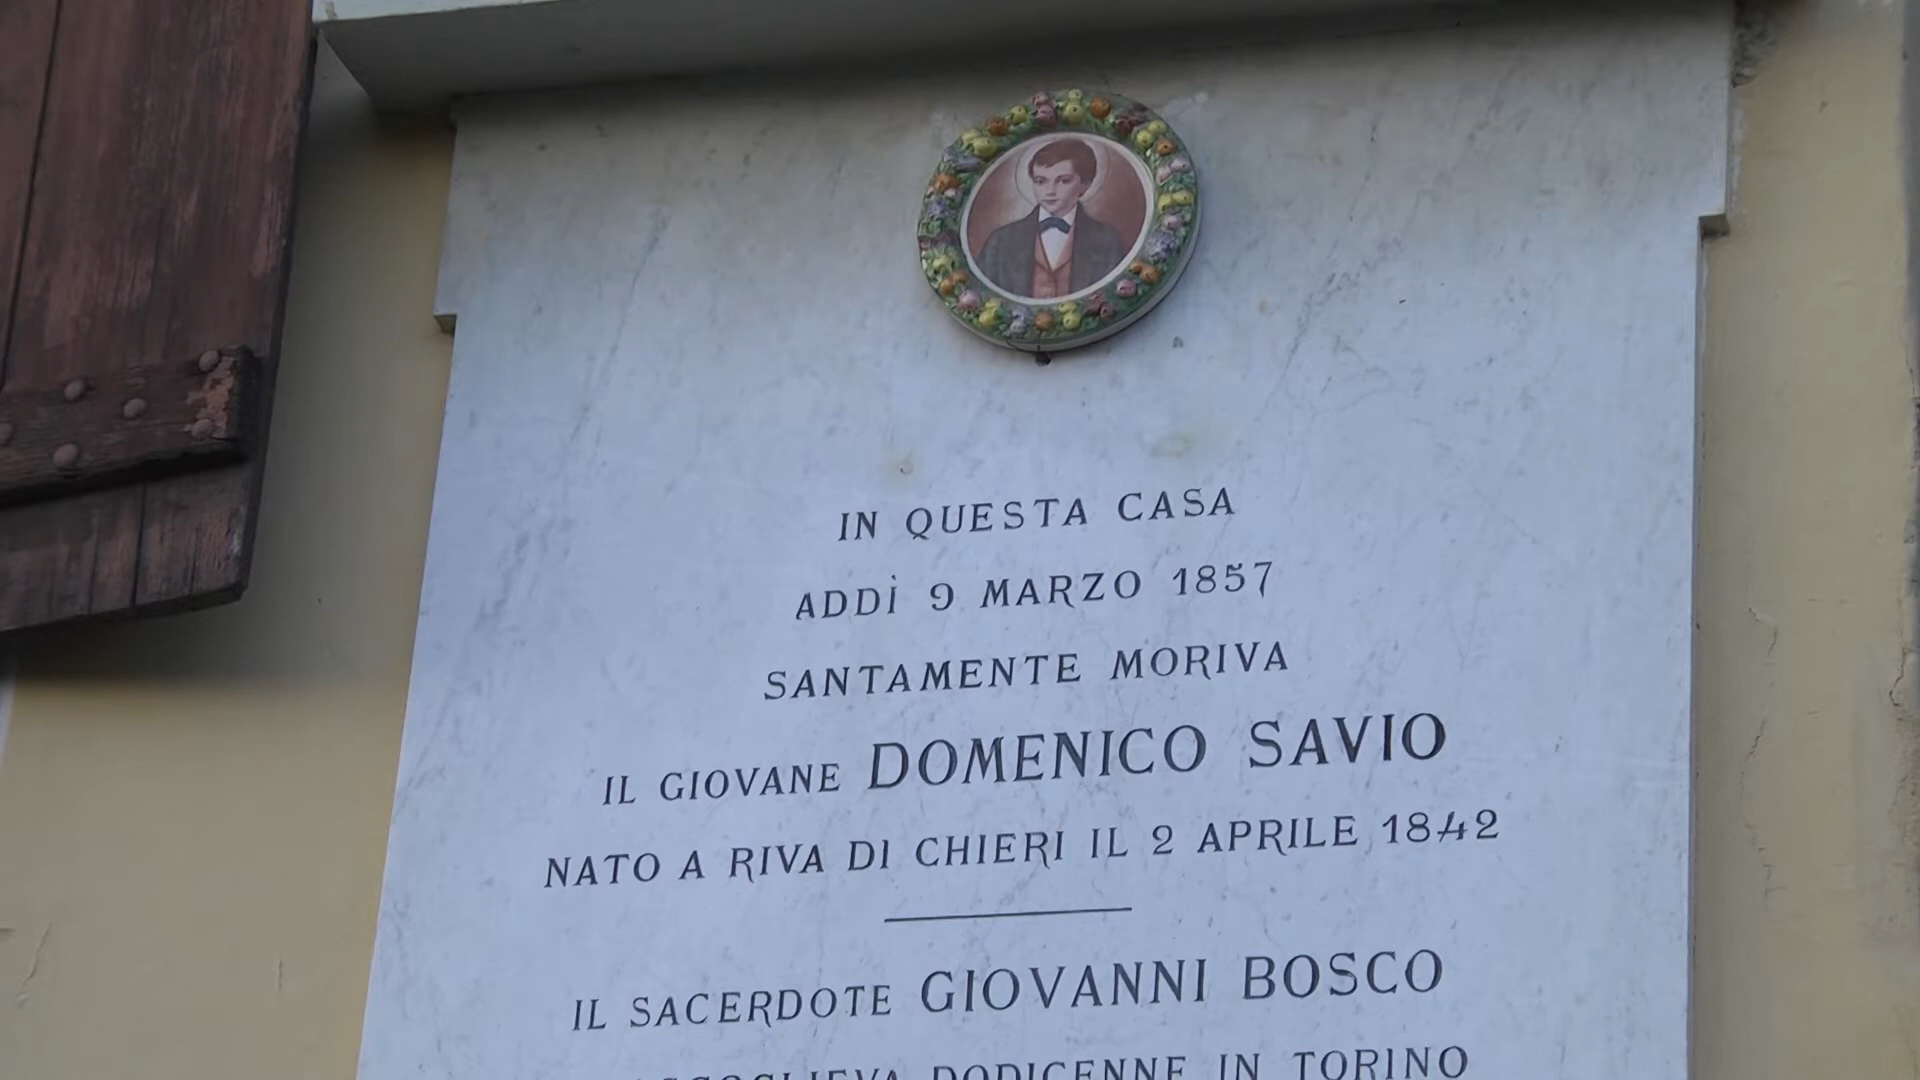 IN QUESTA CASA
ADDÌ 9 MARZO 1857
SANTAMENTE MORIVA
IL GIOVANE DOMENICO SAVIO
NATO A RIVA DI CHIERI IL 2 APRILE 1842
IL SACERDOTE GIOVANNI BOSCO
DODICENNE IN TORINO